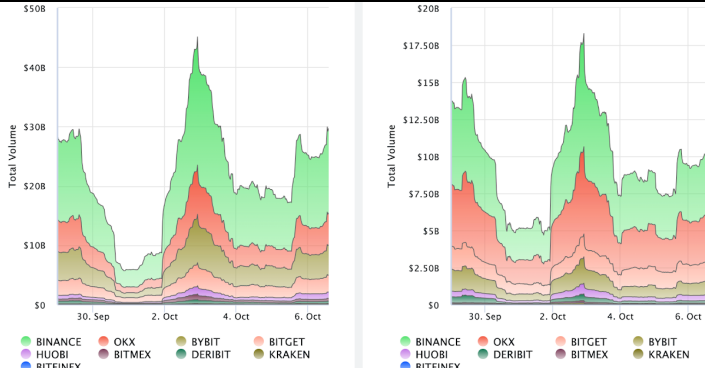 $50B
$40B
$30B
$20B
$10B
$0
Total Volume
30. Sep 2. Oct 4. Oct 6. Oct
BINANCE OKX BYBIT BITGET
HUOBI BITMEX DERIBIT KRAKEN
BITFINEX
$20B
$17.50B
$15B
$12.50B
$10B
$7.50B
$5B
$2.50B
$0
Total Volume
30. Sep 2. Oct 4. Oct 6. Oct
BINANCE OKX BITGET BYBIT
HUOBI DERIBIT BITMEX KRAKEN
BITFINEX